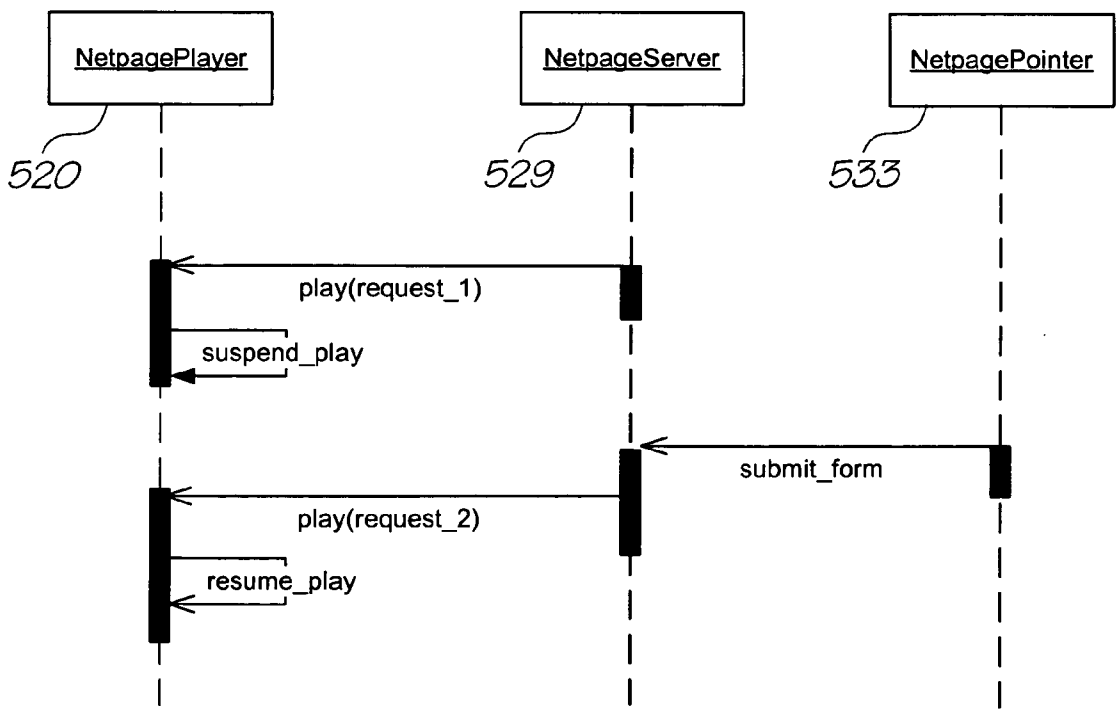 NetpagePlayer
NetpageServer
NetpagePointer
520
529
533
play(request_1)
suspend_play
submit_form
play(request_2)
resume_play